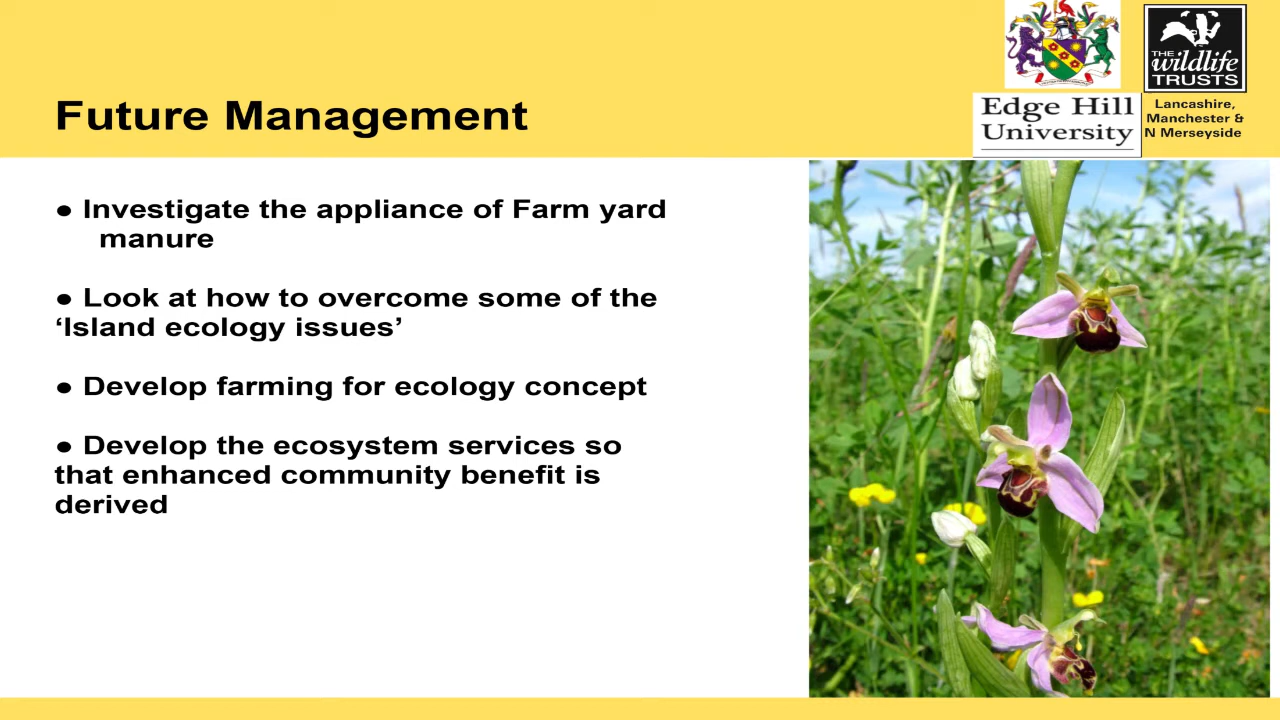 Future Management
Edge Hill
University
THE
wildlife
TRUSTS
Lancashire,
Manchester &
N Merseyside
● Investigate the appliance of Farm yard
manure
● Look at how to overcome some of the
‘Island ecology issues’
● Develop farming for ecology concept
● Develop the ecosystem services so
that enhanced community benefit is
derived